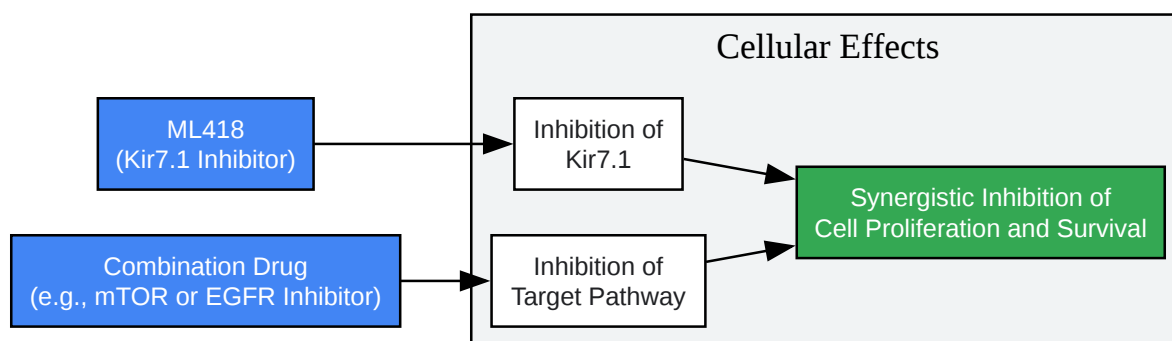 Cellular Effects
ML418
(Kir7.1 Inhibitor)
Inhibition of
Kir7.1
Synergistic Inhibition of
Cell Proliferation and Survival
Combination Drug
(e.g., mTOR or EGFR Inhibitor)
Inhibition of
Target Pathway